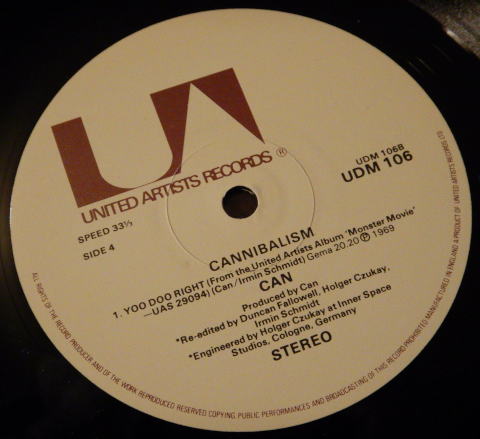 UA
UNITED ARTISTS RECORDS ®
SPEED 33⅓
SIDE 4
UDM 106B
UDM 106
CANNIBALISM
1. YOO DOO RIGHT (From the United Artists Album 'Monster Movie'
—UAS 29094) (Can/Irmin Schmidt) Gema 20.20 ℗ 1969
CAN
Produced by Can
*Re-edited by Duncan Fallowell, Holger Czukay,
Irmin Schmidt
*Engineered by Holger Czukay at Inner Space
Studios, Cologne, Germany
STEREO
ALL RIGHTS OF THE RECORD PRODUCER AND OF THE WORK REPRODUCED RESERVED COPYING PUBLIC PERFORMANCES AND BROADCASTING OF THIS RECORD PROHIBITED MANUFACTURED IN ENGLAND A PRODUCT OF UNITED ARTISTS RECORDS LTD